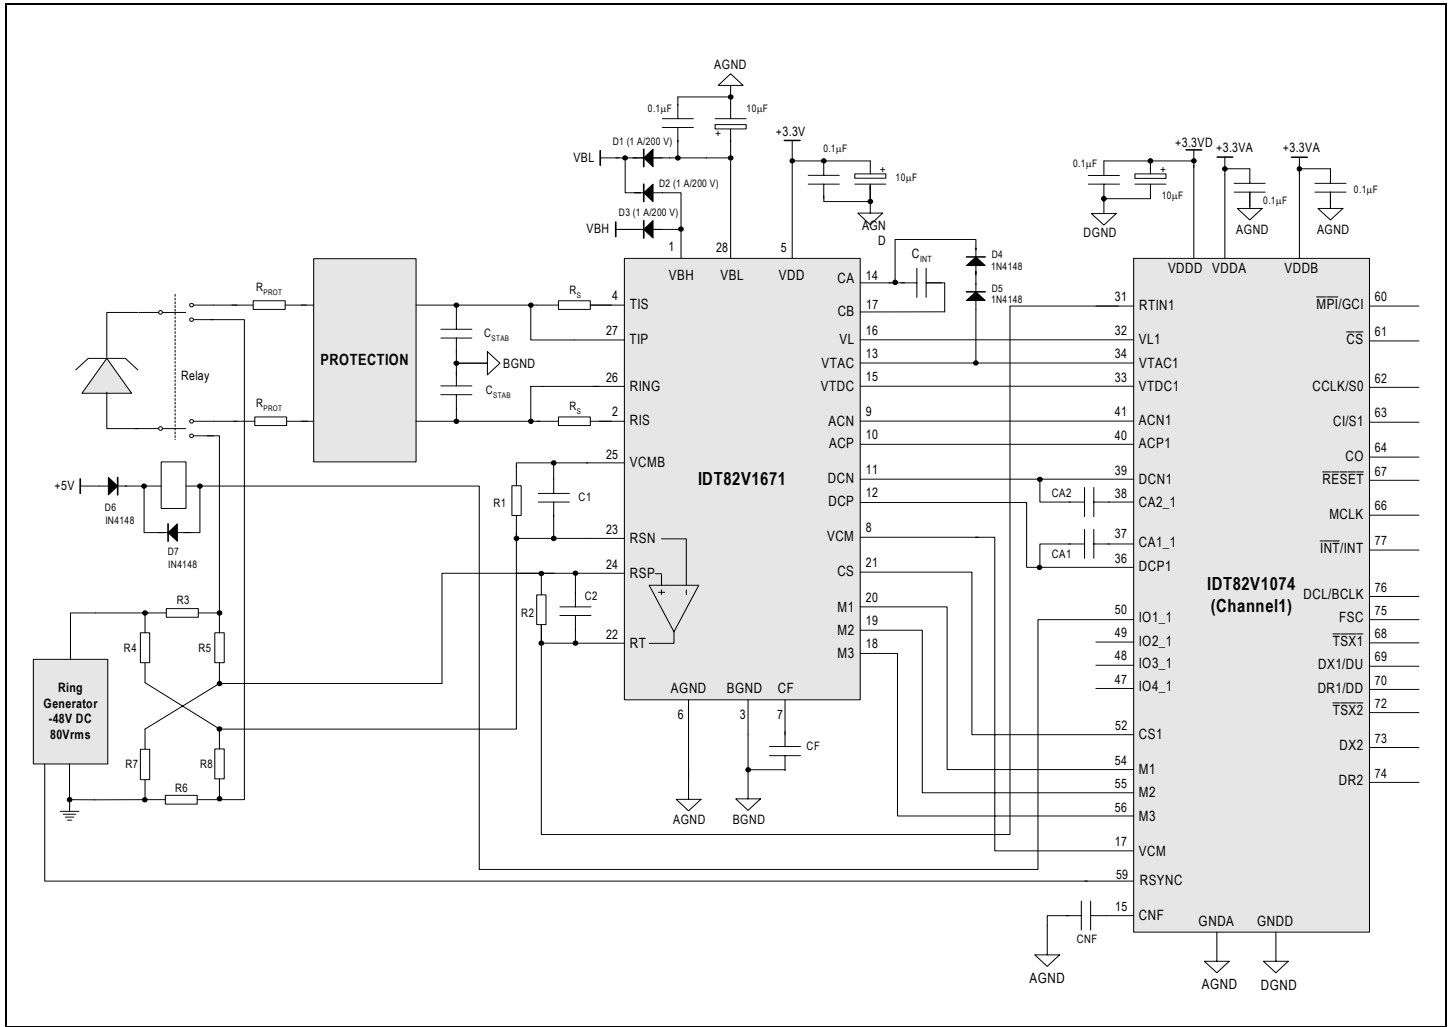 AGND
0.1μF
10μF
+
D1 (1 A/200 V)
VBL
D2 (1 A/200 V)
D3 (1 A/200 V)
VBH
+3.3V
0.1μF
+
10μF
AGN
D
+3.3VD
+3.3VA
+3.3VA
0.1μF
+
10μF
0.1μF
0.1μF
DGND
AGND
AGND
1
28
5
VBH
VBL
VDD
IDT82V1671
4
TIS
27
TIP
26
RING
2
RIS
25
VCMB
23
RSN
24
RSP
+
-
22
RT
AGND
BGND
CF
6
3
7
CF
AGND
BGND
CA
14
CB
17
VL
16
VTAC
13
VTDC
15
ACN
9
ACP
10
DCN
11
DCP
12
VCM
8
CS
21
M1
20
M2
19
M3
18
CINT
D4
1N4148
D5
1N4148
RPROT
RPROT
PROTECTION
Relay
CSTAB
BGND
CSTAB
RS
RS
R1
C1
R2
C2
+5V
D6
IN4148
D7
IN4148
R3
R4
R5
R7
R8
R6
Ring
Generator
-48V DC
80Vrms
CA2
CA1
VDDD
VDDA
VDDB
IDT82V1074
(Channel1)
31
RTIN1
32
VL1
34
VTAC1
33
VTDC1
41
ACN1
40
ACP1
39
DCN1
38
CA2_1
37
CA1_1
36
DCP1
50
IO1_1
49
IO2_1
48
IO3_1
47
IO4_1
52
CS1
54
M1
55
M2
56
M3
17
VCM
59
RSYNC
15
CNF
CNF
AGND
GNDA
GNDD
AGND
DGND
MPI/GCI
60
CS
61
CCLK/S0
62
CI/S1
63
CO
64
RESET
67
MCLK
66
INT/INT
77
DCL/BCLK
76
FSC
75
TSX1
68
DX1/DU
69
DR1/DD
70
TSX2
72
DX2
73
DR2
74